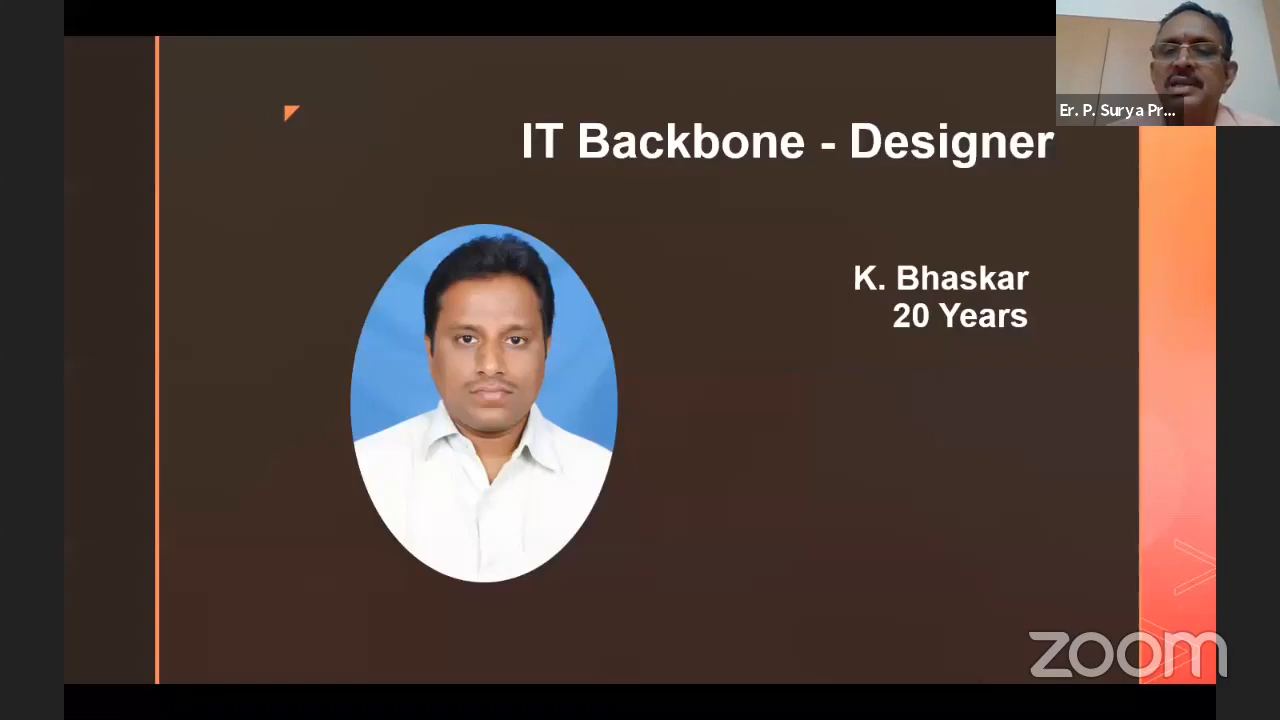 Er. P. Surya Pr...
IT Backbone - Designer
K. Bhaskar
20 Years
zoom